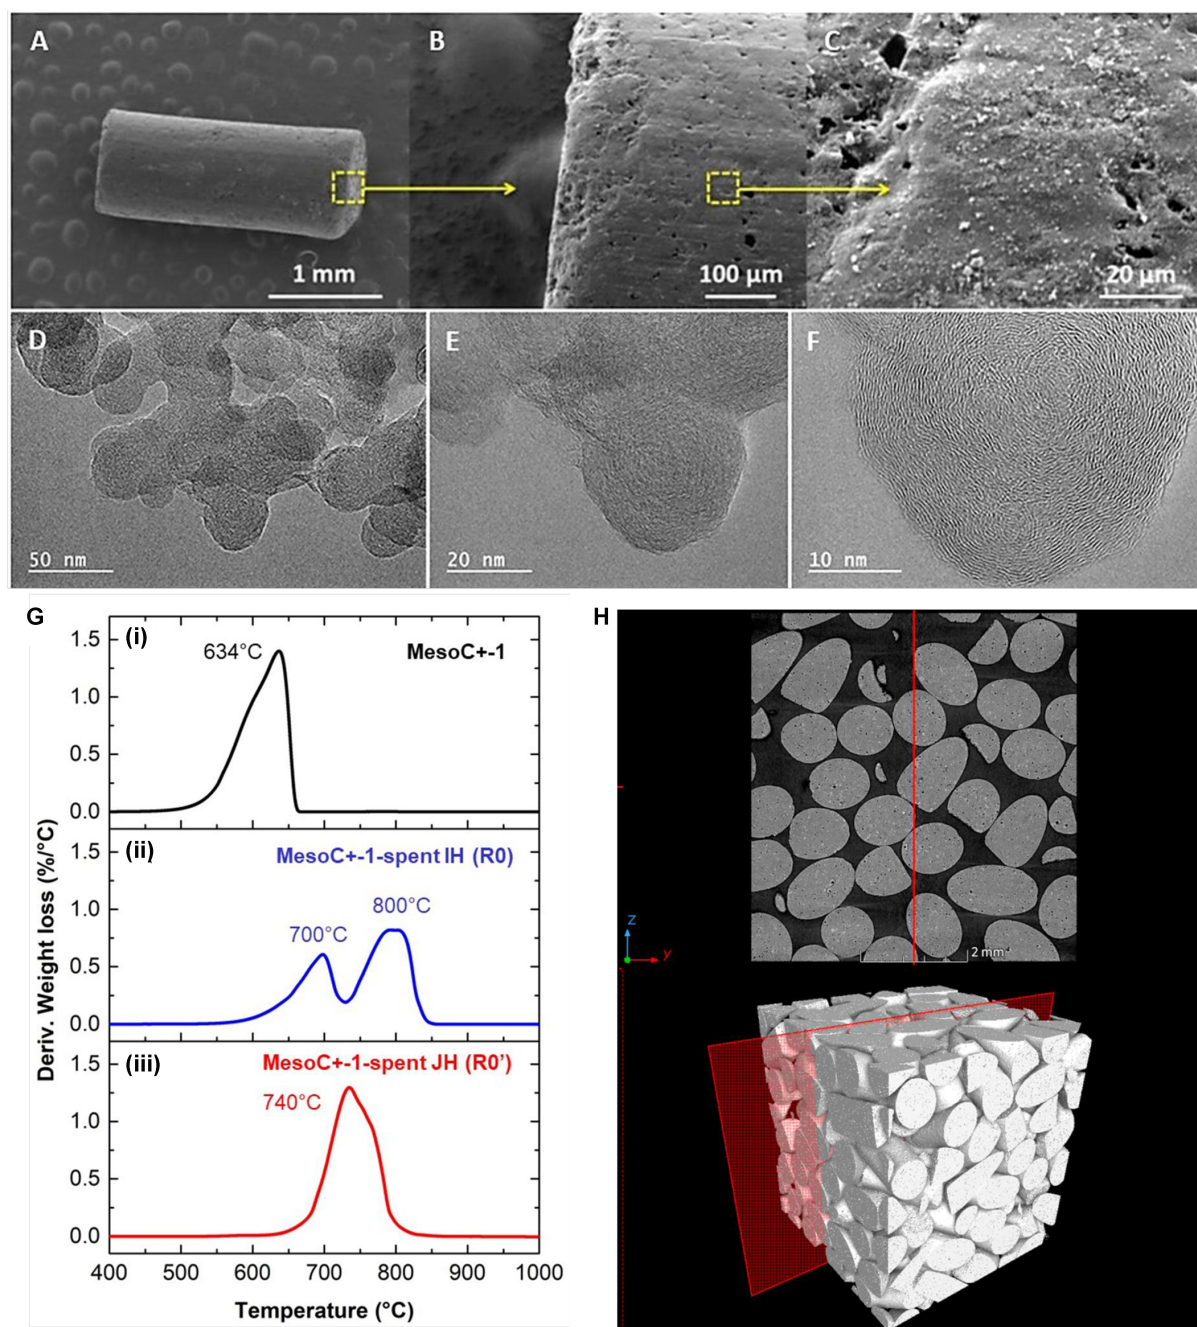 A
B
C
1 mm
100 µm
20 µm
D
E
F
50 nm
20 nm
10 nm
G
H
(i)
634°C
MesoC+-1
1.5
1.0
0.5
0.0
(ii)
MesoC+-1-spent IH (R0)
800°C
700°C
1.5
1.0
0.5
0.0
(iii)
MesoC+-1-spent JH (R0')
740°C
1.5
1.0
0.5
0.0
Deriv. Weight loss (%/°C)
400 500 600 700 800 900 1000
Temperature (°C)
z
y
2 mm